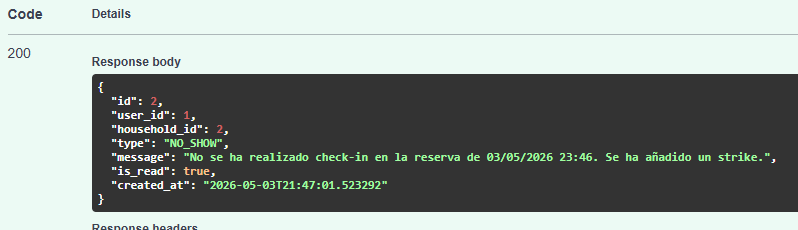 Code Details
200
Response body
{
"id": 2,
"user_id": 1,
"household_id": 2,
"type": "NO_SHOW",
"message": "No se ha realizado check-in en la reserva de 03/05/2026 23:46. Se ha añadido un strike.",
"is_read": true,
"created_at": "2026-05-03T21:47:01.523292"
}
Response headers